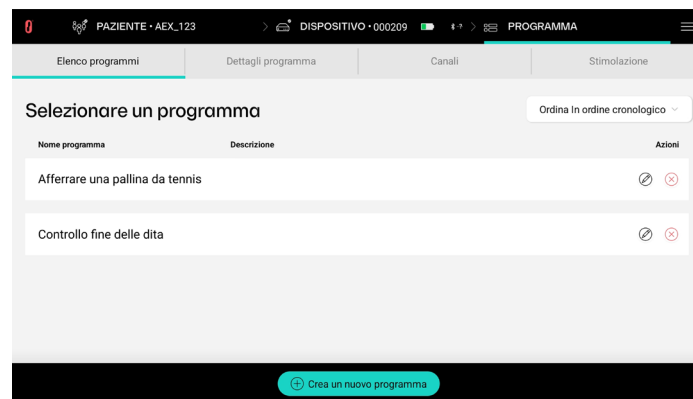 PAZIENTE • AEX_123 > DISPOSITIVO • 000209 -? > PROGRAMMA
Elenco programmi Dettagli programma Canali Stimolazione
Selezionare un programma Ordina In ordine cronologico
Nome programma Descrizione Azioni
Afferrare una pallina da tennis
Controllo fine delle dita
Crea un nuovo programma